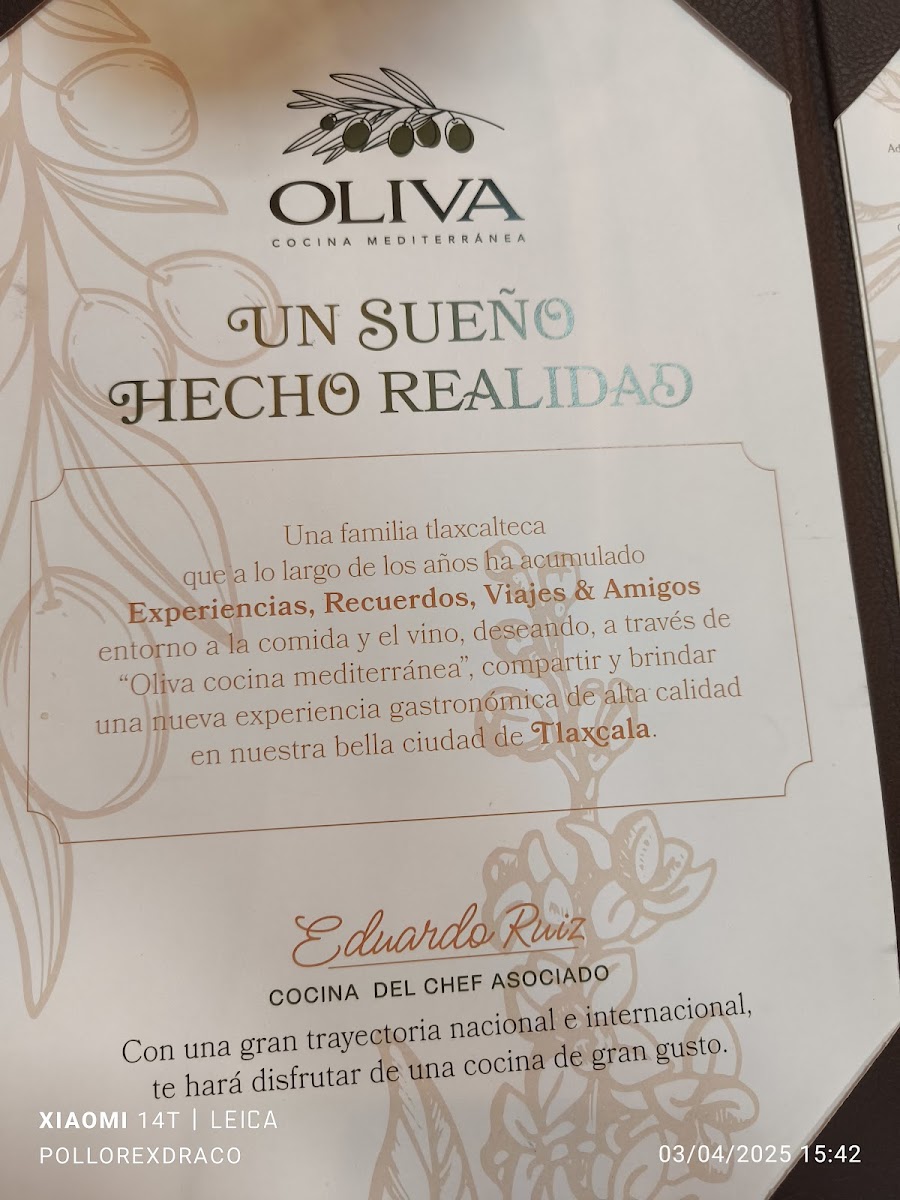 OLIVA
COCINA MEDITERRÁNEA
UN SUEÑO
HECHO REALIDAD
Una familia tlaxcalteca
que a lo largo de los años ha acumulado
Experiencias, Recuerdos, Viajes & Amigos
entorno a la comida y el vino, deseando, a través de
“Oliva cocina mediterránea”, compartir y brindar
una nueva experiencia gastronómica de alta calidad
en nuestra bella ciudad de Tlaxcala.
Eduardo Ruiz
COCINA DEL CHEF ASOCIADO
Con una gran trayectoria nacional e internacional,
te hará disfrutar de una cocina de gran gusto.
XIAOMI 14T | LEICA
POLLOREXDRACO
03/04/2025 15:42